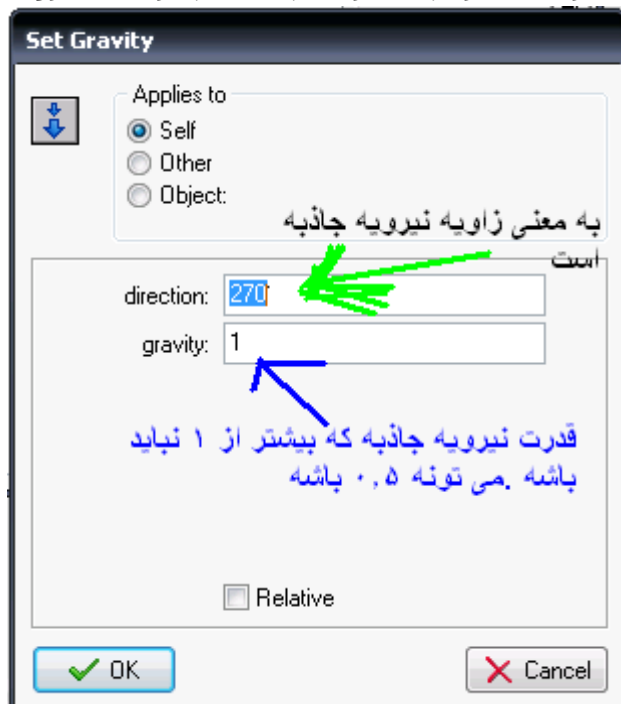 Set Gravity
Applies to
Self
Other
Object:
به معنی زاویه نیرویه جاذبه
است
direction: 270
gravity: 1
قدرت نیرویه جاذبه که بیشتر از ۱ نباید
باشه .می تونه ۰,۵ باشه
Relative
OK
Cancel